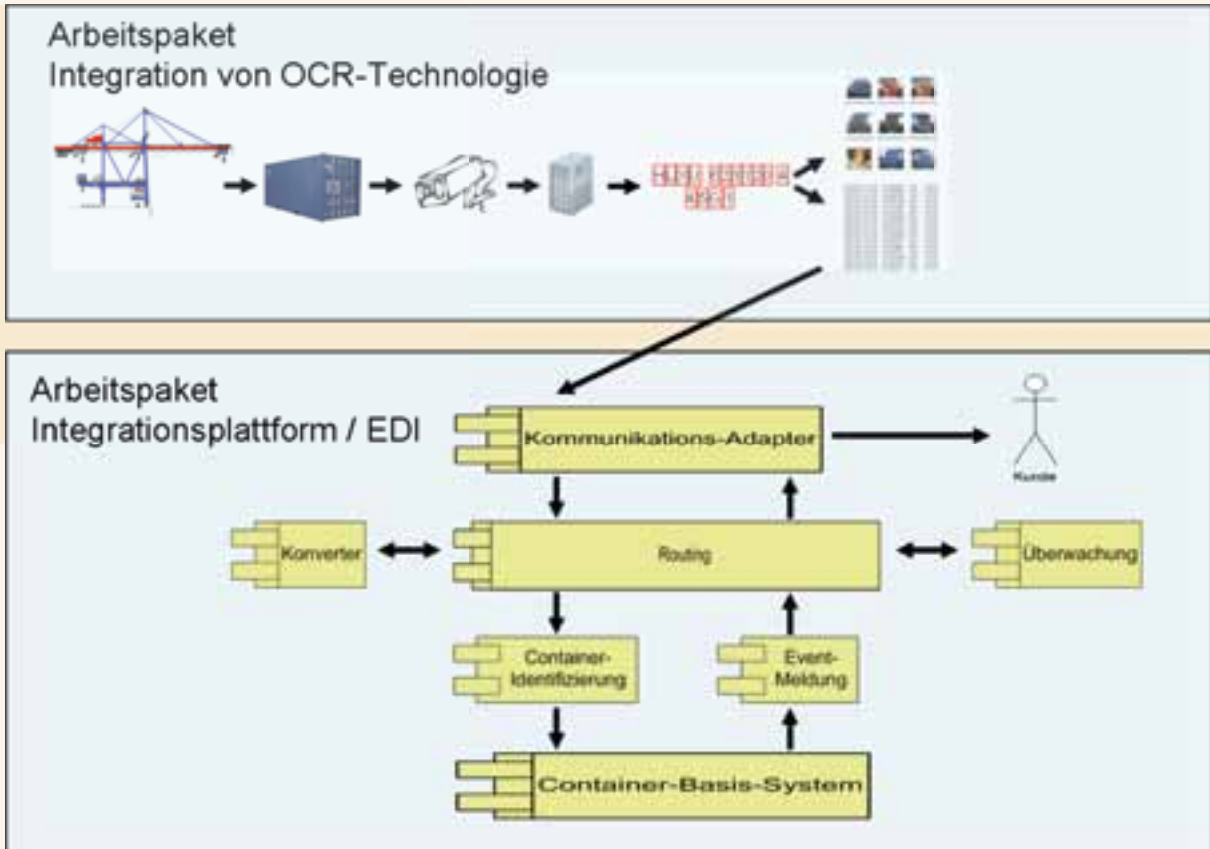 Arbeitspaket
Integration von OCR-Technologie
Arbeitspaket
Integrationsplattform / EDI
Kommunikations-Adapter
Kunde
Konverter
Routing
Überwachung
Container-
Identifizierung
Event-
Meldung
Container-Basis-System